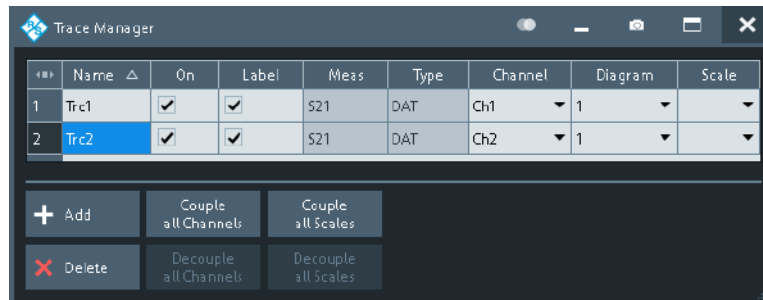 Trace Manager
Name On Label Meas Type Channel Diagram Scale
1 Trc1 S21 DAT Ch1 1
2 Trc2 S21 DAT Ch2 1
Add
Couple all Channels
Couple all Scales
Delete
Decouple all Channels
Decouple all Scales